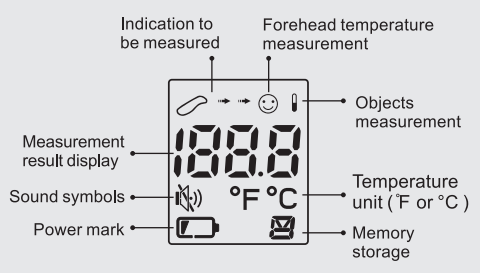 Indication to
be measured
Forehead temperature
measurement
Objects
measurement
Measurement
result display
188.8
Sound symbols
°F °C
Temperature
unit (°F or °C )
Power mark
Memory
storage